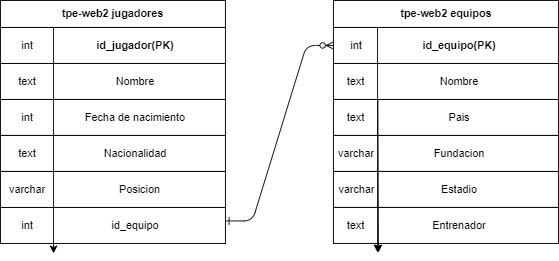 tpe-web2 jugadores
int id_jugador(PK)
text Nombre
int Fecha de nacimiento
text Nacionalidad
varchar Posicion
int id_equipo
tpe-web2 equipos
int id_equipo(PK)
text Nombre
text Pais
varchar Fundacion
varchar Estadio
text Entrenador